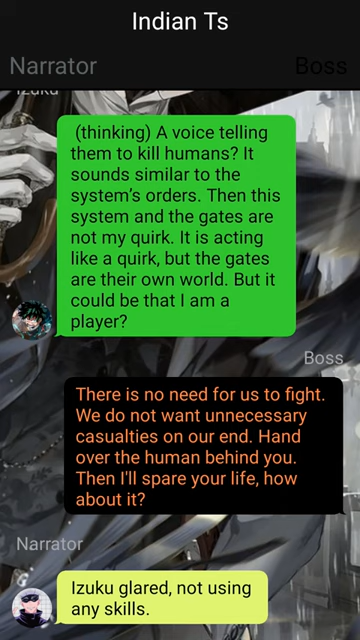 Indian Ts
Narrator
Boss
Izuku
(thinking) A voice telling
them to kill humans? It
sounds similar to the
system's orders. Then this
system and the gates are
not my quirk. It is acting
like a quirk, but the gates
are their own world. But it
could be that I am a
player?
Boss
There is no need for us to fight.
We do not want unnecessary
casualties on our end. Hand
over the human behind you.
Then I'll spare your life, how
about it?
Narrator
Izuku glared, not using
any skills.